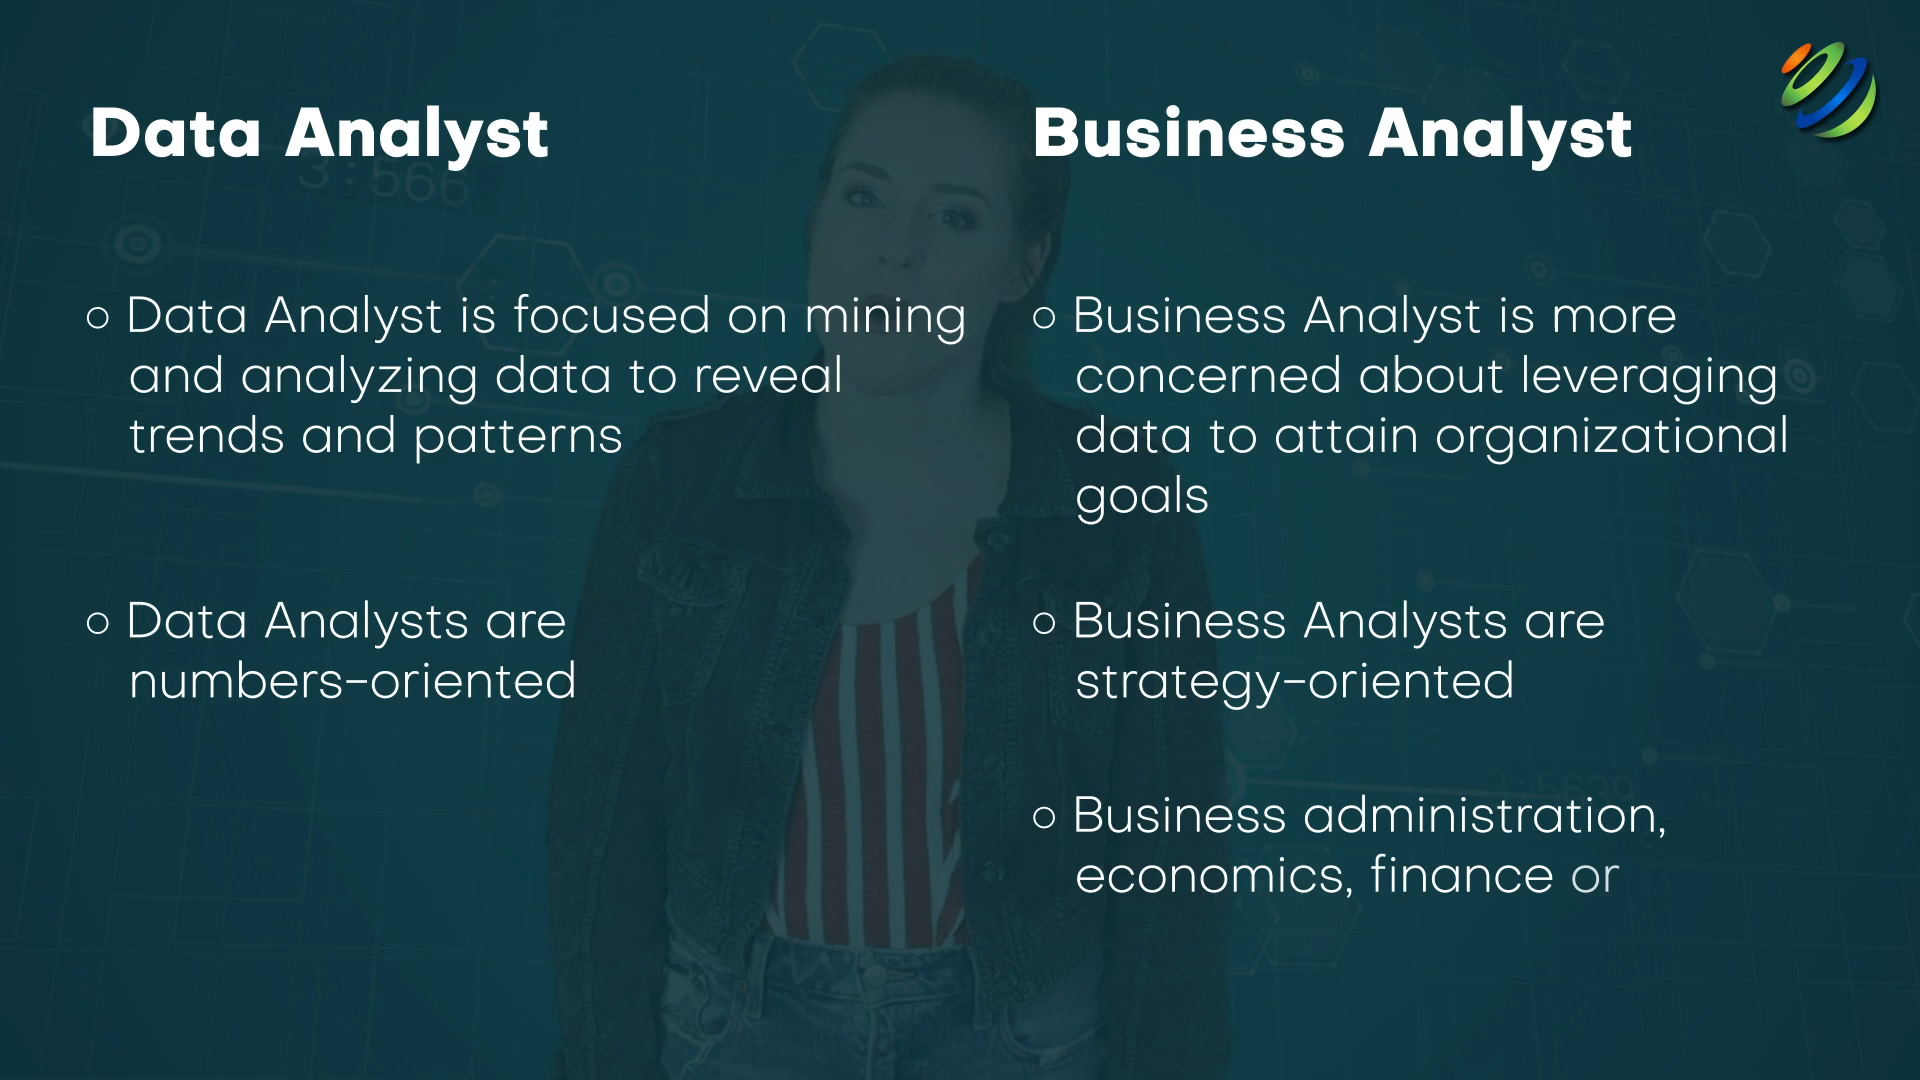 Data Analyst
Business Analyst
3:566
○ Data Analyst is focused on mining
and analyzing data to reveal
trends and patterns
○ Business Analyst is more
concerned about leveraging
data to attain organizational
goals
○ Data Analysts are
numbers-oriented
○ Business Analysts are
strategy-oriented
○ Business administration,
economics, finance or